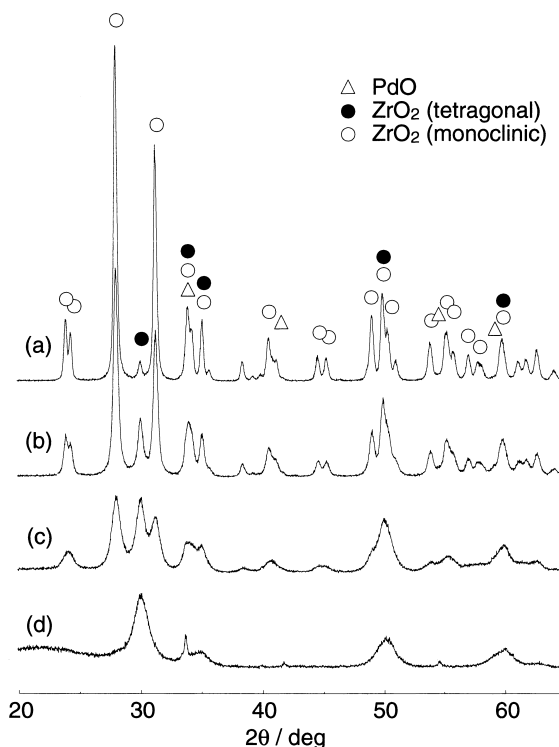 △ PdO
● ZrO₂ (tetragonal)
○ ZrO₂ (monoclinic)
(a)
(b)
(c)
(d)
20 30 40 50 60
2θ / deg